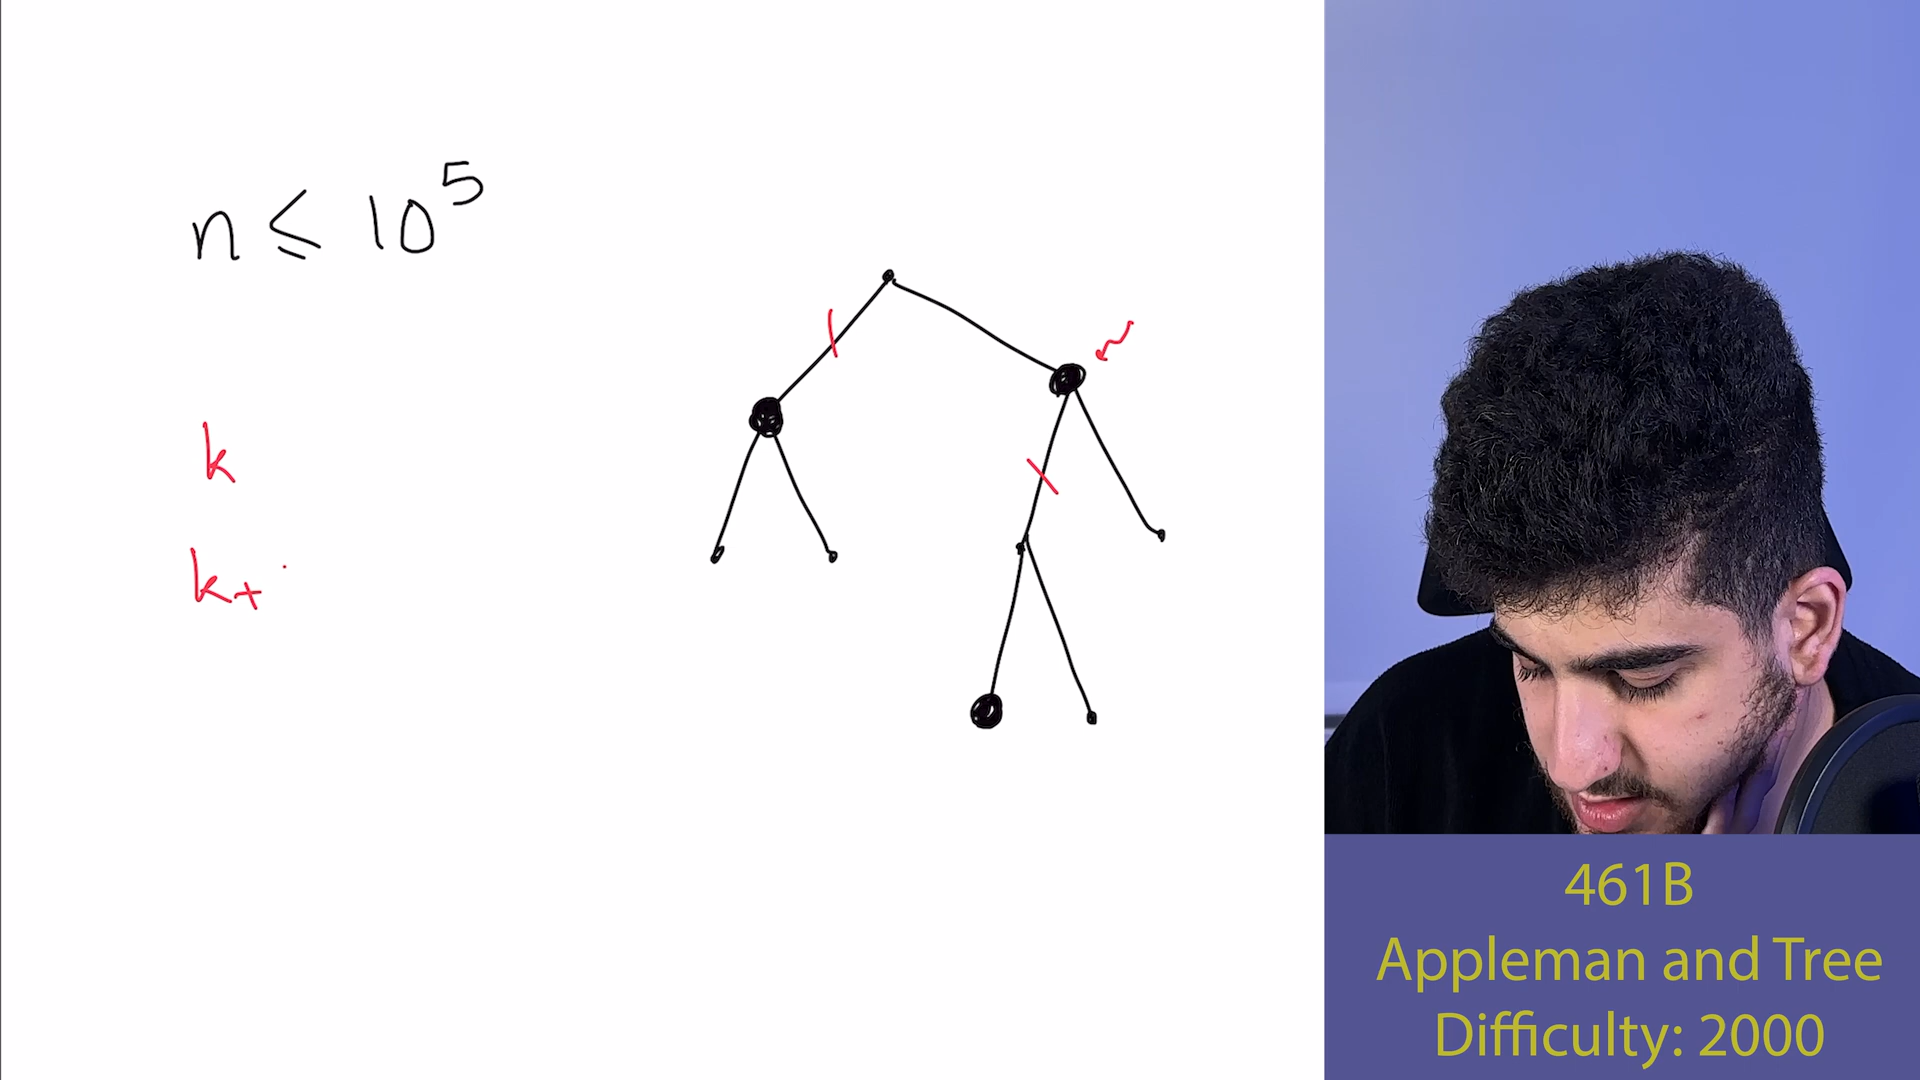 n ≤ 10^5
k
k+
461B
Appleman and Tree
Difficulty: 2000